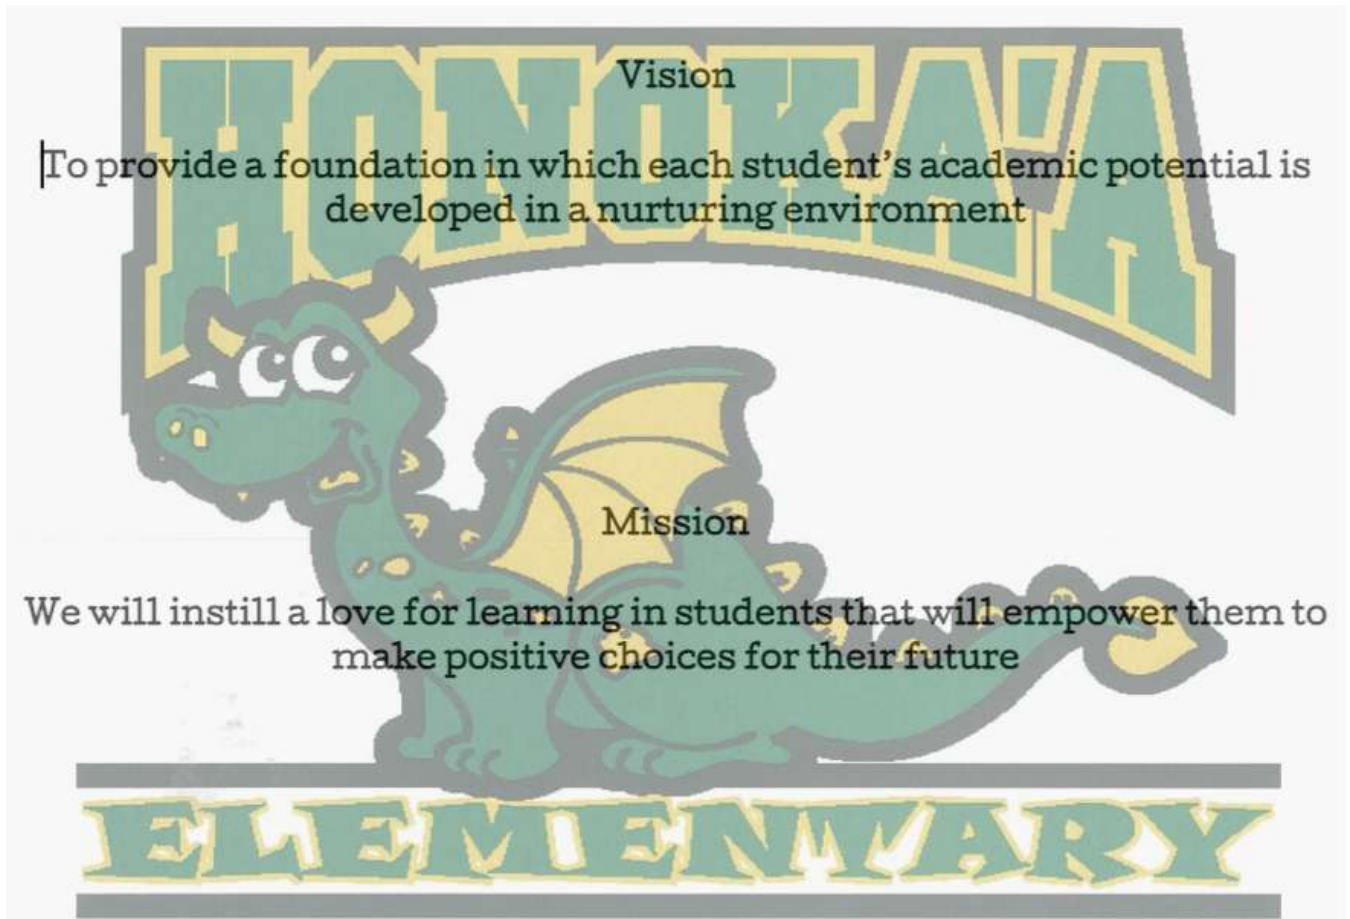 HONOKA'A
Vision
To provide a foundation in which each student’s academic potential is
developed in a nurturing environment
Mission
We will instill a love for learning in students that will empower them to
make positive choices for their future
ELEMENTARY